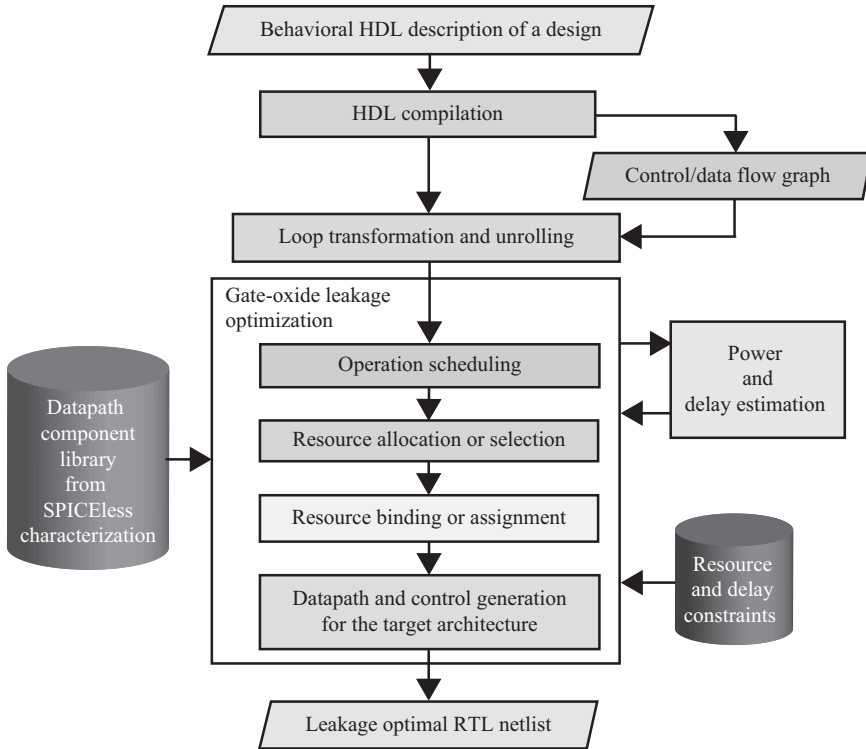 Behavioral HDL description of a design
HDL compilation
Control/data flow graph
Loop transformation and unrolling
Gate-oxide leakage
optimization
Operation scheduling
Power
and
delay estimation
Datapath
component
library
from
SPICEless
characterization
Resource allocation or selection
Resource binding or assignment
Resource
and delay
constraints
Datapath and control generation
for the target architecture
Leakage optimal RTL netlist